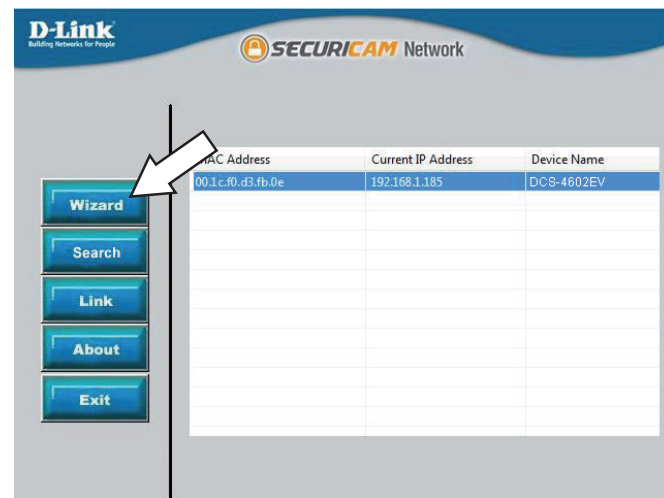 D-Link
Building Networks for People
SECURICAM Network
MAC Address Current IP Address Device Name
00.1c.f0.d3.fb.0e 192.168.1.185 DCS-4602EV
Wizard
Search
Link
About
Exit